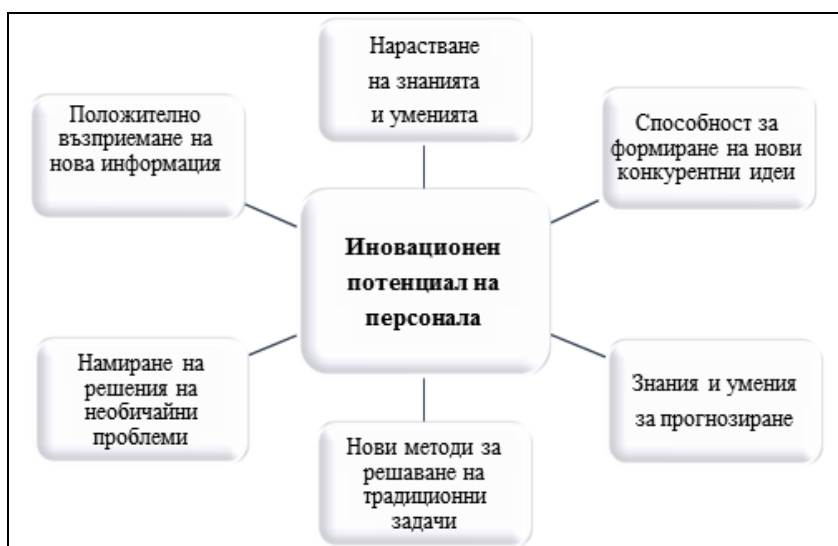 Нарастване
на знанията
и уменията
Положително
възприемане на
нова информация
Способност за
формиране на нови
конкурентни идеи
Иновационен
потенциал на
персонала
Намиране на
решения на
необичайни
проблеми
Знания и умения
за прогнозиране
Нови методи за
решаване на
традиционни
задачи